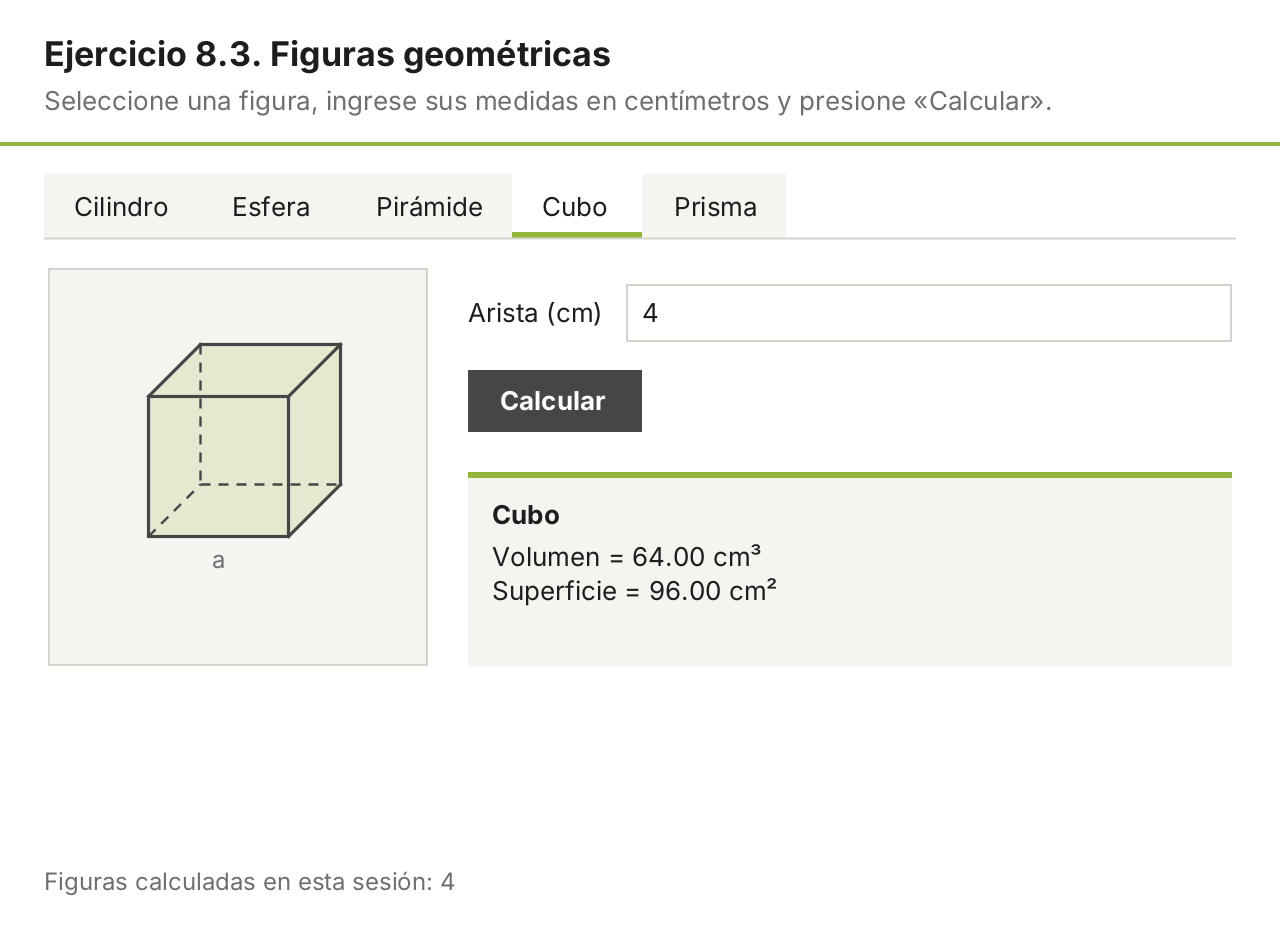 Ejercicio 8.3. Figuras geométricas
Seleccione una figura, ingrese sus medidas en centímetros y presione «Calcular».
Cilindro Esfera Pirámide Cubo Prisma
Arista (cm) 4
Calcular
a
Cubo
Volumen = 64.00 cm³
Superficie = 96.00 cm²
Figuras calculadas en esta sesión: 4